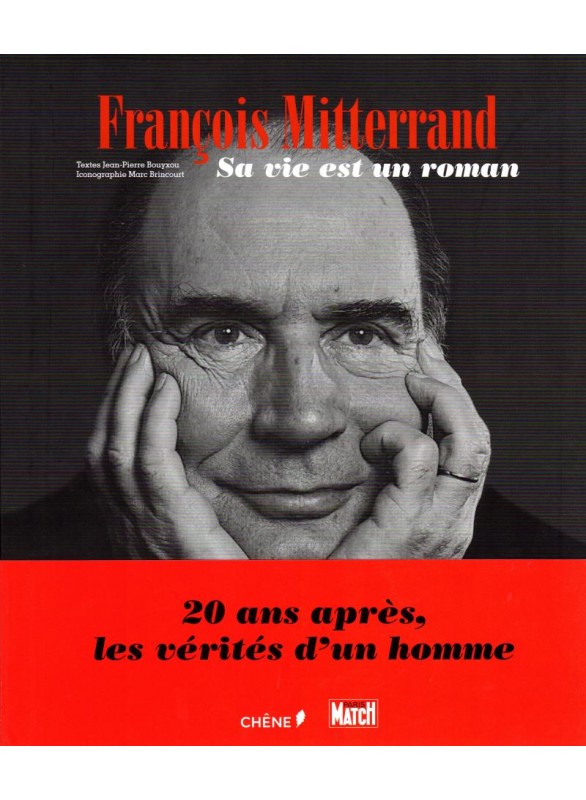 François Mitterrand
Textes Jean-Pierre Bouyxou
Iconographie Marc Brincourt
Sa vie est un roman
20 ans après,
les vérités d'un homme
CHÊNE
PARIS
MATCH